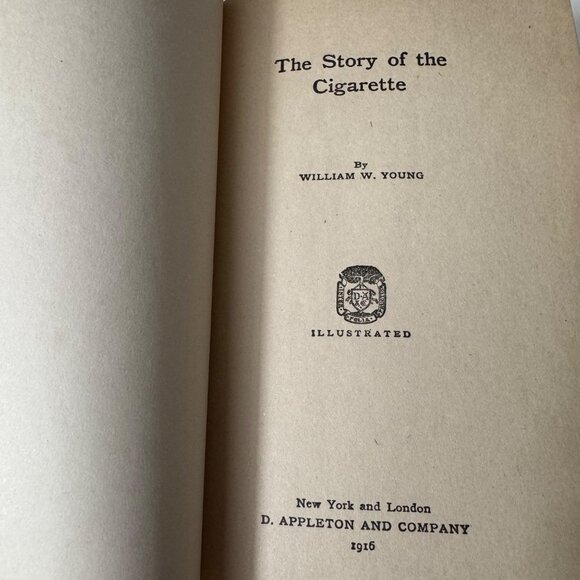 The Story of the
Cigarette
By
WILLIAM W. YOUNG
ILLUSTRATED
New York and London
D. APPLETON AND COMPANY
1916